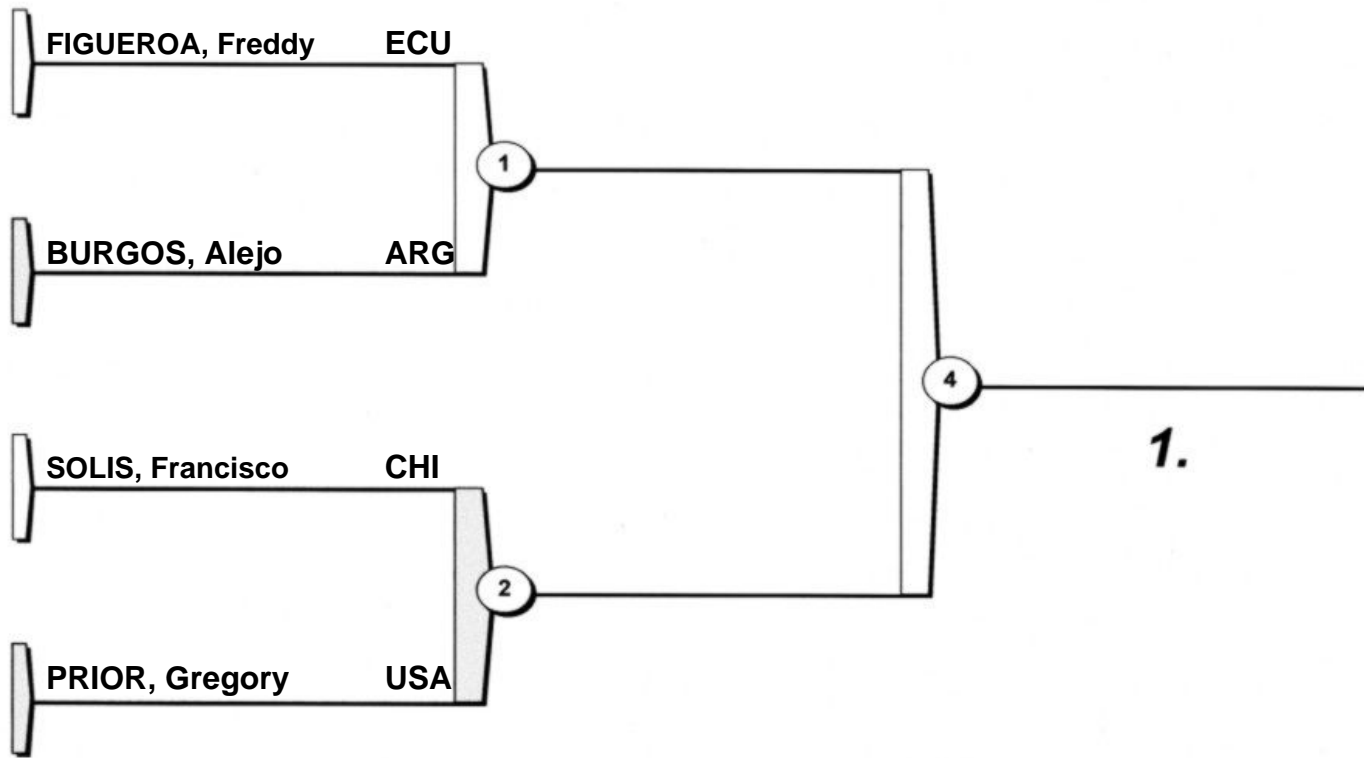 FIGUEROA, Freddy ECU
1
BURGOS, Alejo ARG
4
1.
SOLIS, Francisco CHI
2
PRIOR, Gregory USA